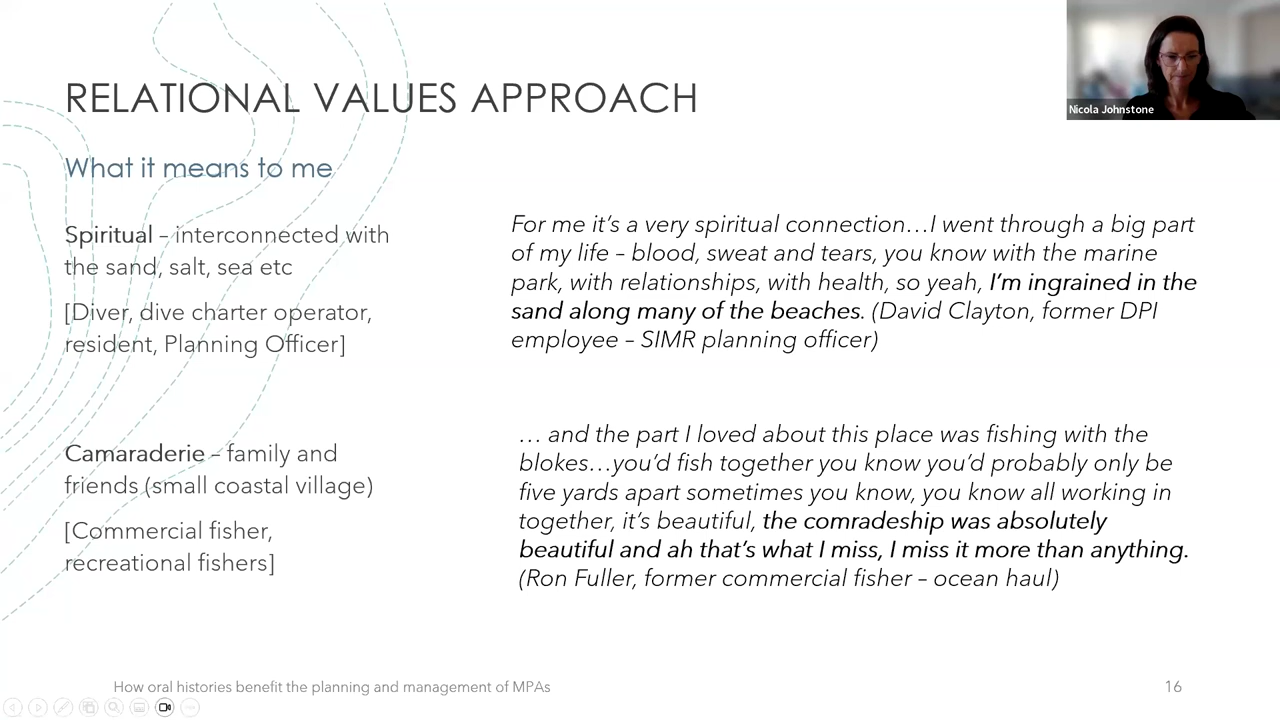 RELATIONAL VALUES APPROACH
Nicola Johnstone
What it means to me
Spiritual – interconnected with
the sand, salt, sea etc
[Diver, dive charter operator,
resident, Planning Officer]
For me it's a very spiritual connection…I went through a big part
of my life – blood, sweat and tears, you know with the marine
park, with relationships, with health, so yeah, I'm ingrained in the
sand along many of the beaches. (David Clayton, former DPI
employee – SIMR planning officer)
Camaraderie – family and
friends (small coastal village)
[Commercial fisher,
recreational fishers]
… and the part I loved about this place was fishing with the
blokes…you'd fish together you know you'd probably only be
five yards apart sometimes you know, you know all working in
together, it's beautiful, the comradeship was absolutely
beautiful and ah that's what I miss, I miss it more than anything.
(Ron Fuller, former commercial fisher – ocean haul)
How oral histories benefit the planning and management of MPAs
16